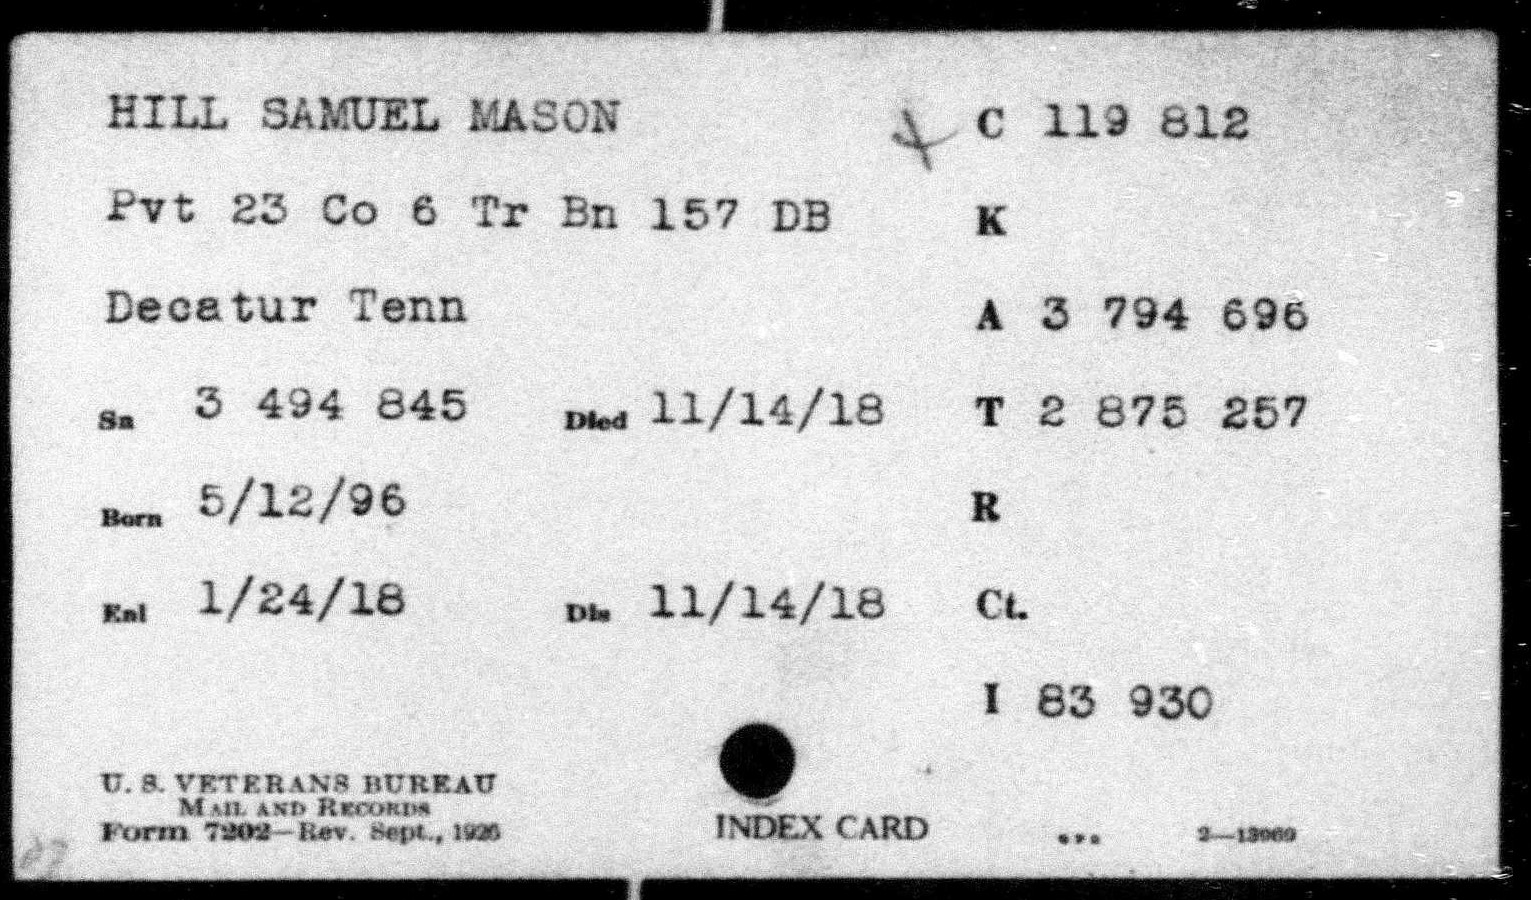 HILL SAMUEL MASON C 119 812
Pvt 23 Co 6 Tr Bn 157 DB K
Decatur Tenn A 3 794 696
Sn 3 494 845 Died 11/14/18 T 2 875 257
Born 5/12/96 R
Enl 1/24/18 Dis 11/14/18 Ct.
I 83 930
U. S. VETERANS BUREAU
MAIL AND RECORDS
Form 7202—Rev. Sept., 1926
INDEX CARD 2—13969